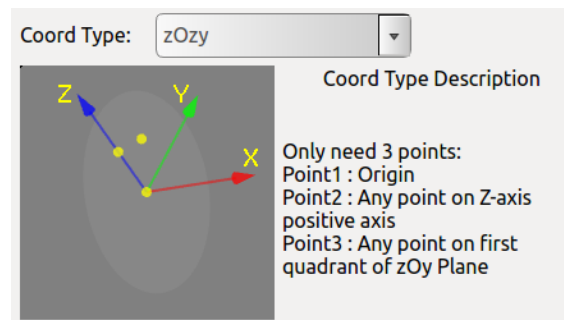 Coord Type:
zOzy
Coord Type Description
Z
Y
X
Only need 3 points:
Point1 : Origin
Point2 : Any point on Z-axis
positive axis
Point3 : Any point on first
quadrant of zOy Plane